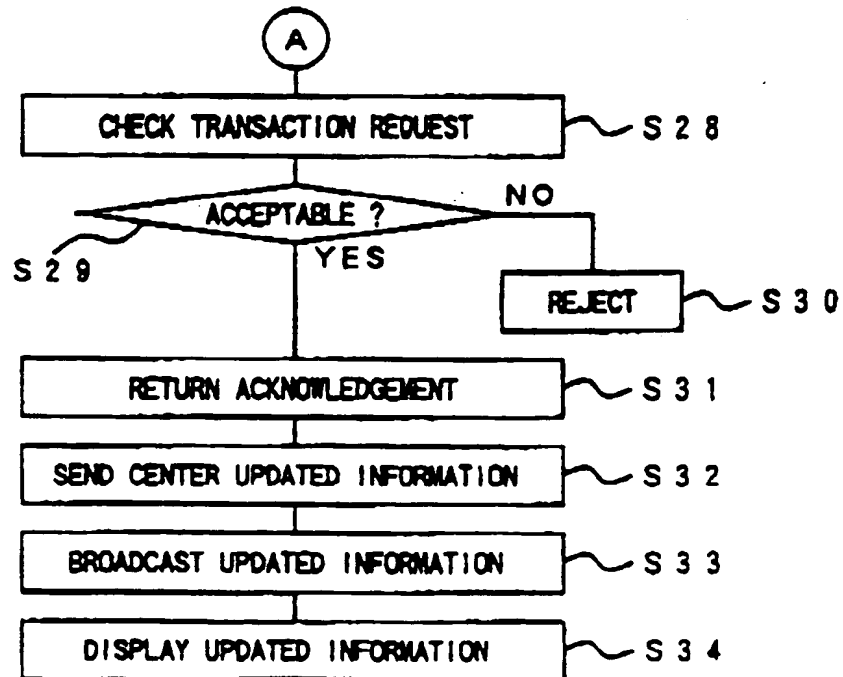 A
CHECK TRANSACTION REQUEST
S28
ACCEPTABLE ?
NO
YES
S29
REJECT
S30
RETURN ACKNOWLEDGEMENT
S31
SEND CENTER UPDATED INFORMATION
S32
BROADCAST UPDATED INFORMATION
S33
DISPLAY UPDATED INFORMATION
S34